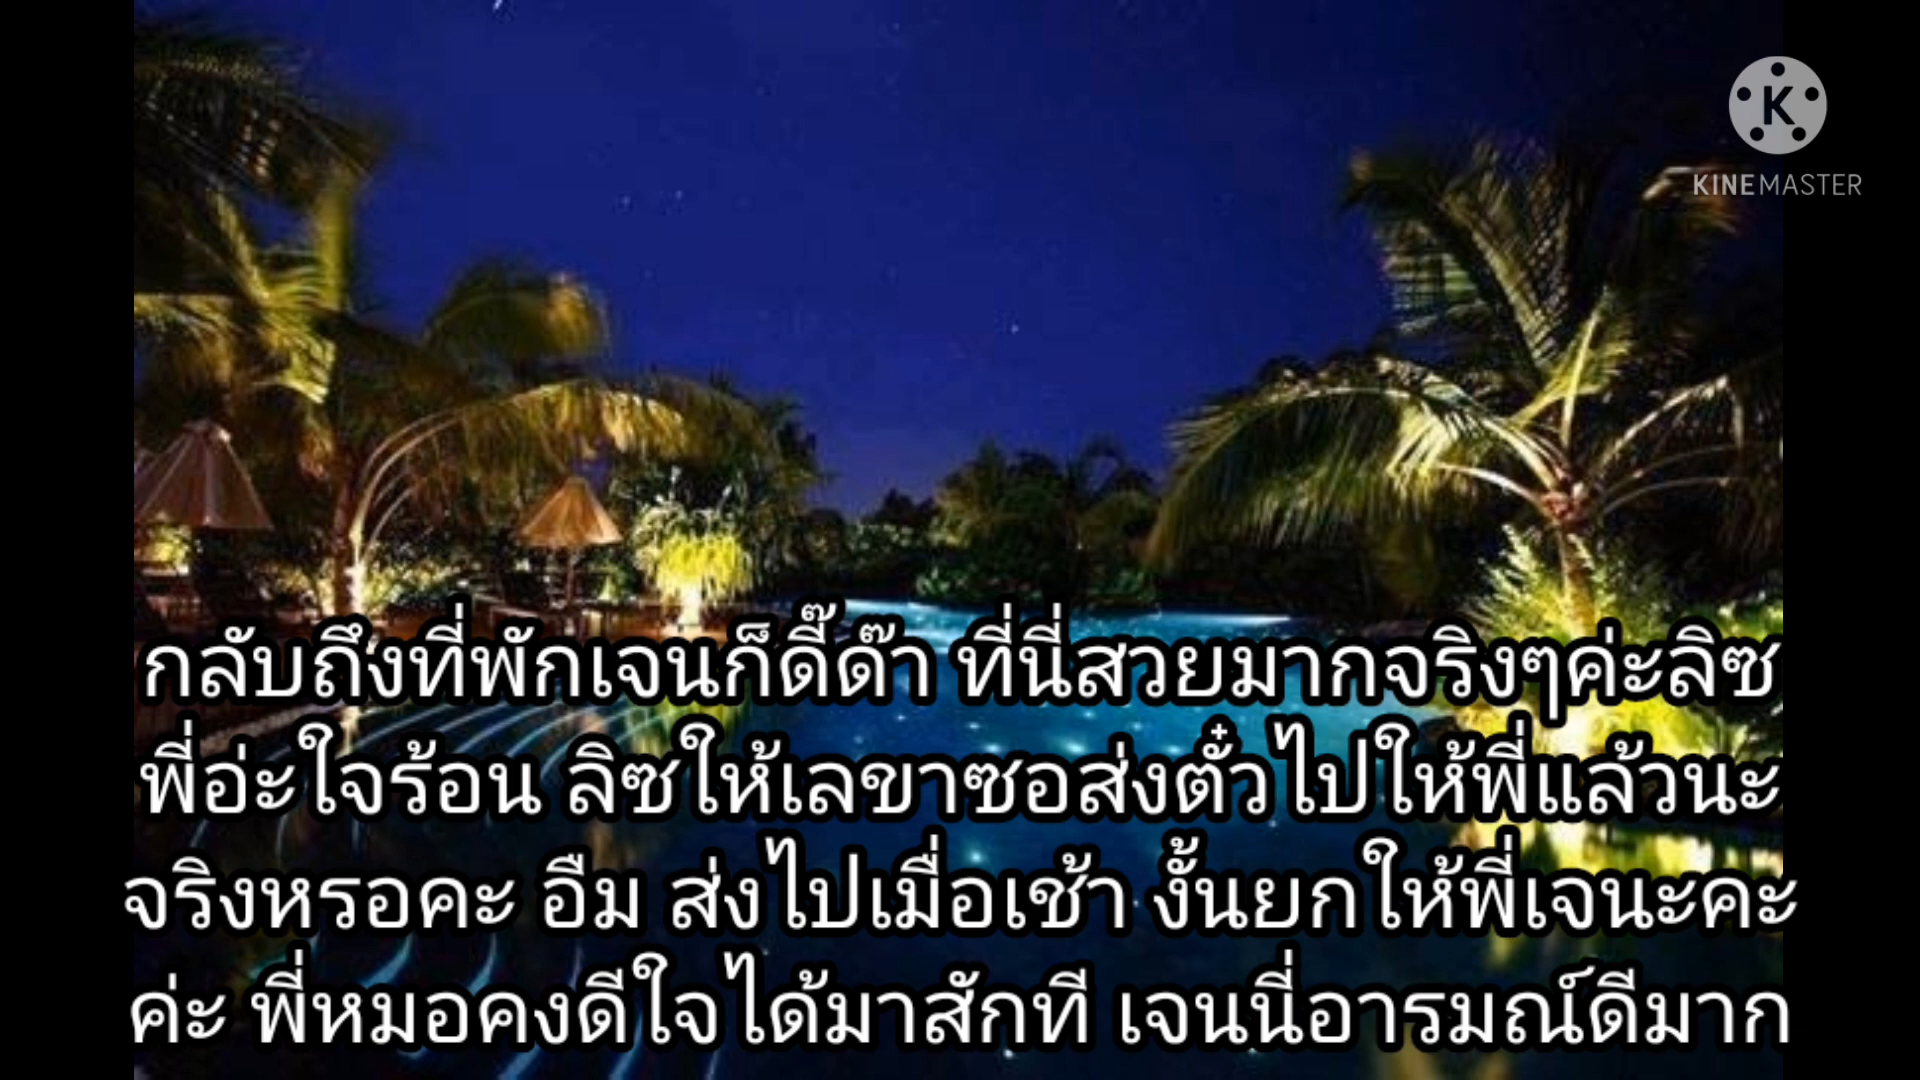 KINEMASTER
กลับถึงที่พักเจนก็ดี๊ด๊า ที่นี่สวยมากจริงๆค่ะลิซ
พี่อ่ะใจร้อน ลิซให้เลขาซอส่งตั๋วไปให้พี่แล้วนะ
จริงหรอคะ อืม ส่งไปเมื่อเช้า งั้นยกให้พี่เจนะคะ
ค่ะ พี่หมอคงดีใจได้มาสักที เจนนี่อารมณ์ดีมาก